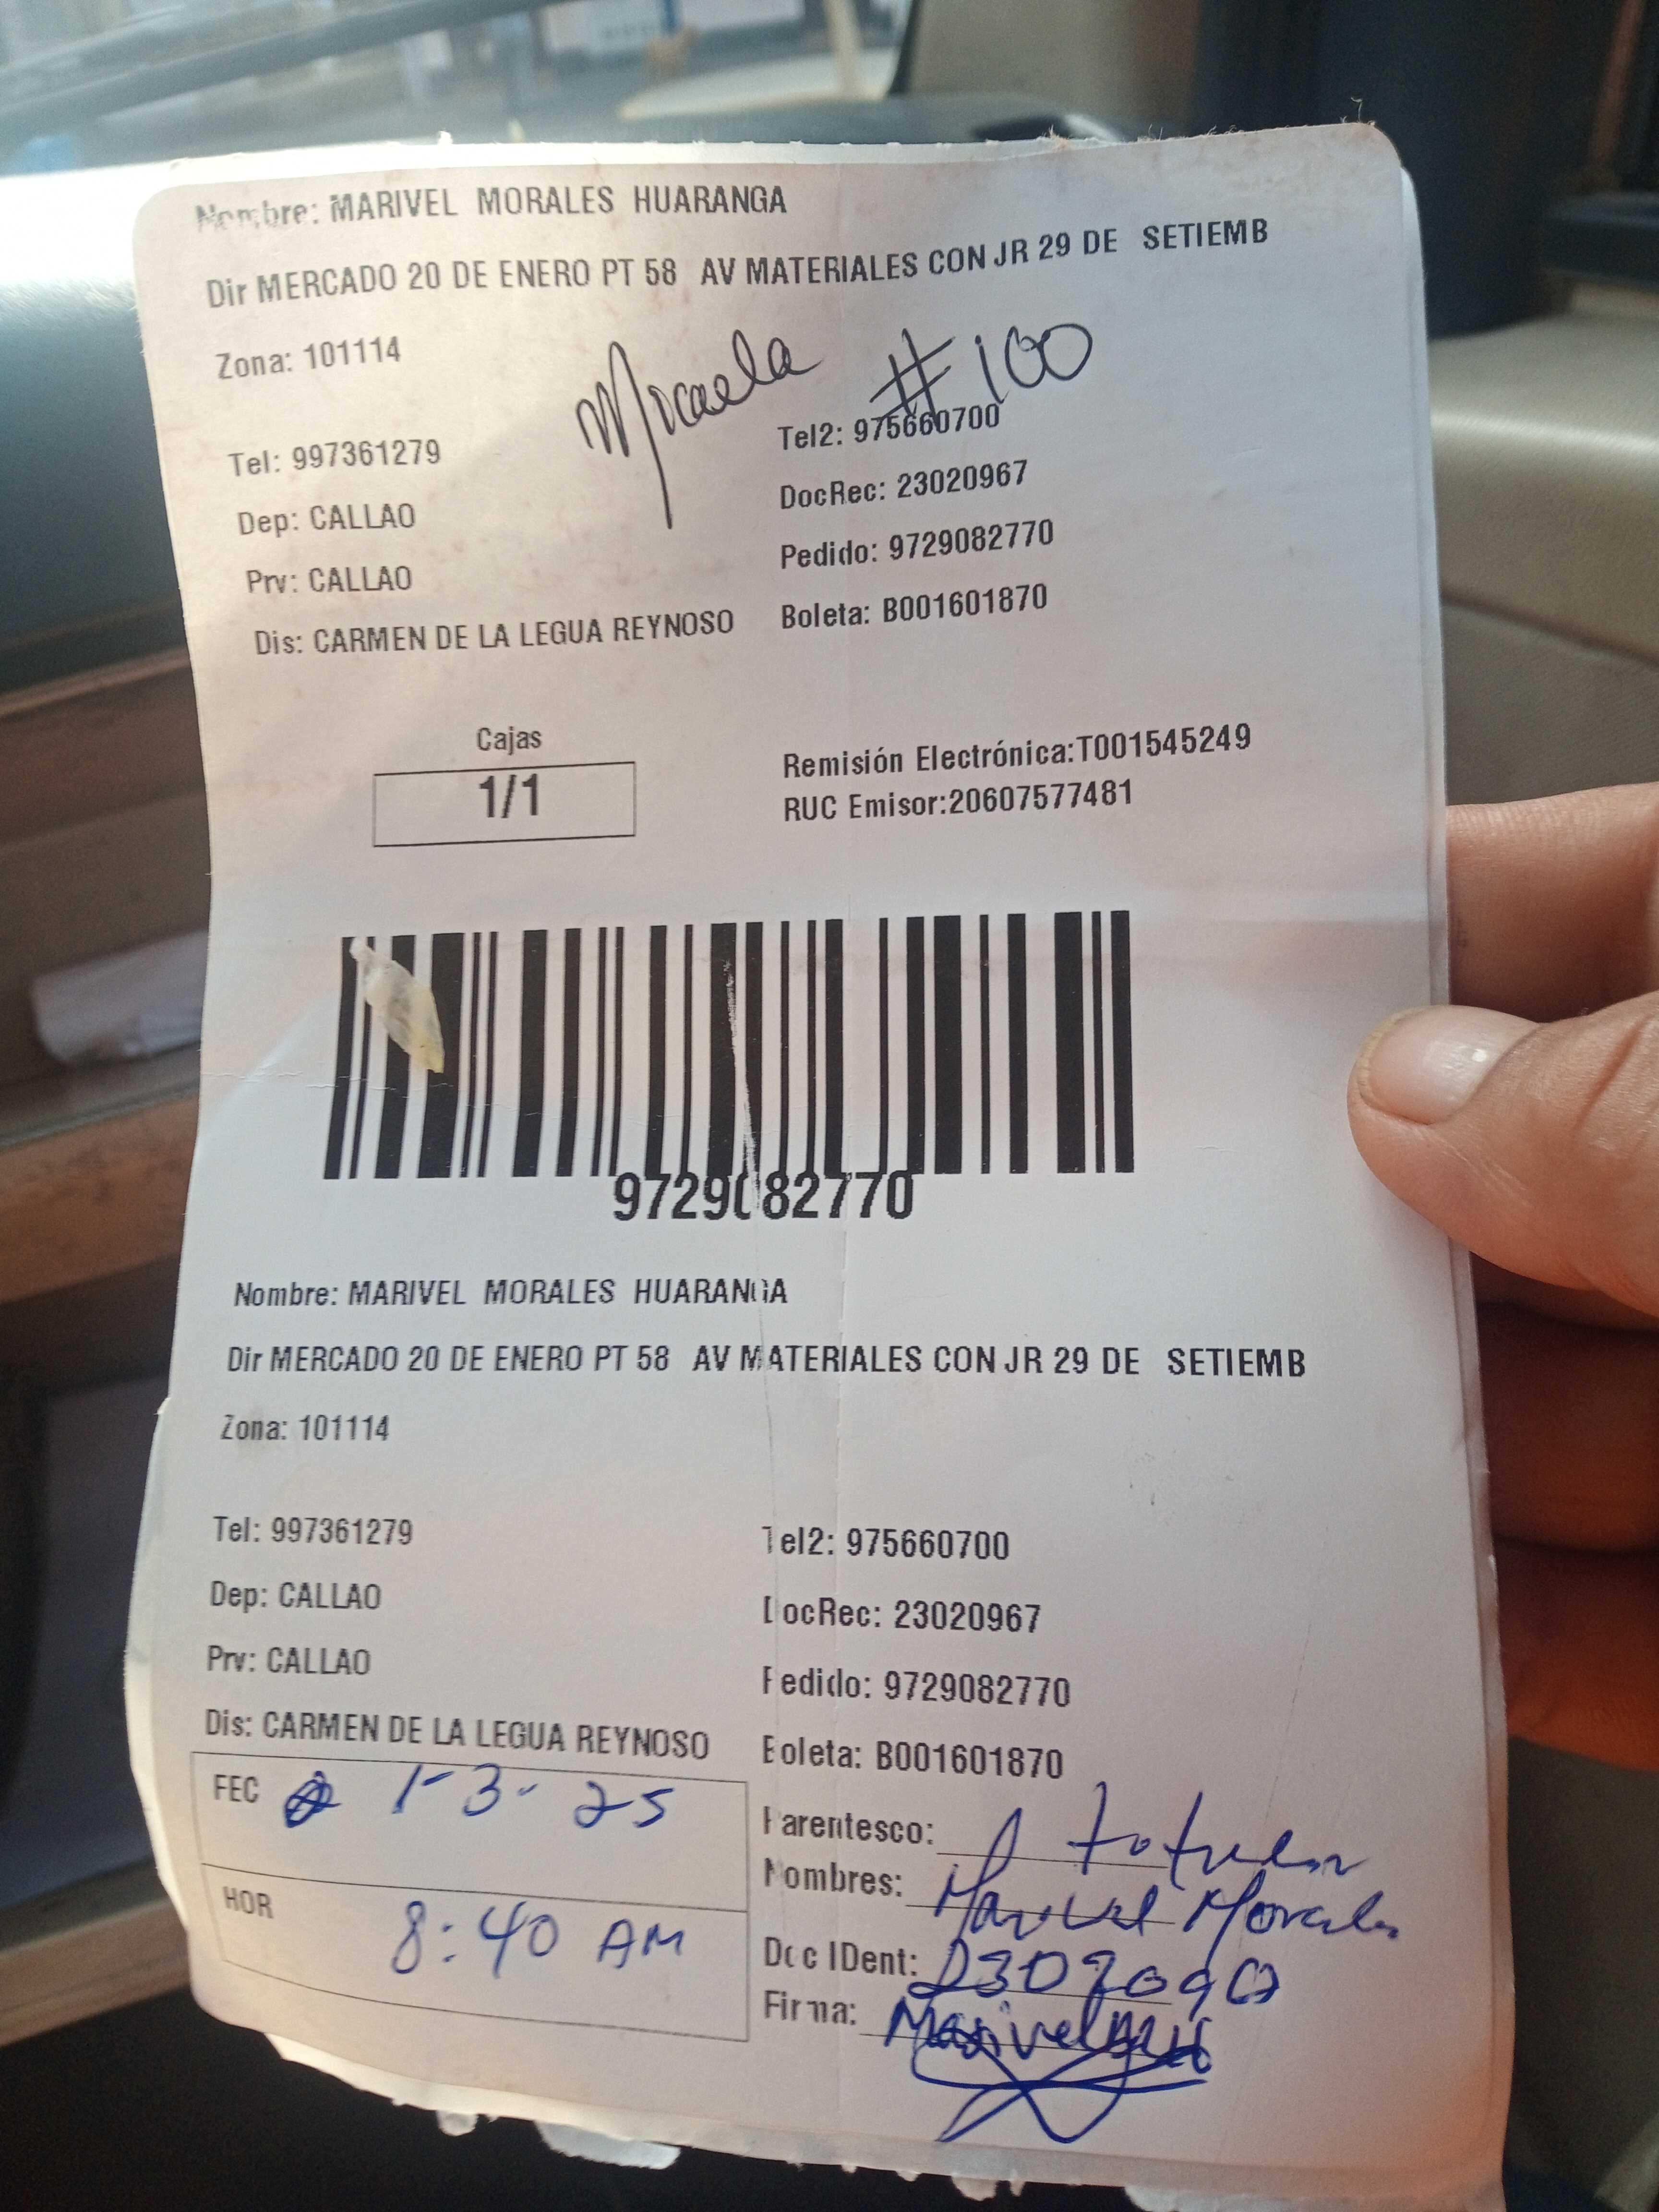 Nombre: MARIVEL MORALES HUARANGA
Dir MERCADO 20 DE ENERO PT 58 AV MATERIALES CON JR 29 DE SETIEMB
Zona: 101114
Micaela #100
Tel: 997361279 Tel2: 975660700
DocRec: 23020967
Dep: CALLAO
Pedido: 9729082770
Prv: CALLAO
Boleta: B001601870
Dis: CARMEN DE LA LEGUA REYNOSO
Cajas
1/1
Remisión Electrónica:T001545249
RUC Emisor:20607577481
9729082770
Nombre: MARIVEL MORALES HUARANGA
Dir MERCADO 20 DE ENERO PT 58 AV MATERIALES CON JR 29 DE SETIEMB
Zona: 101114
Tel: 997361279 Tel2: 975660700
Dep: CALLAO DocRec: 23020967
Prv: CALLAO Pedido: 9729082770
Dis: CARMEN DE LA LEGUA REYNOSO Boleta: B001601870
FEC 1-3-25
HOR 8:40 AM
Parentesco:
Nombres: Marivel Morales
Doc IDent:
Firma: Marivel MH